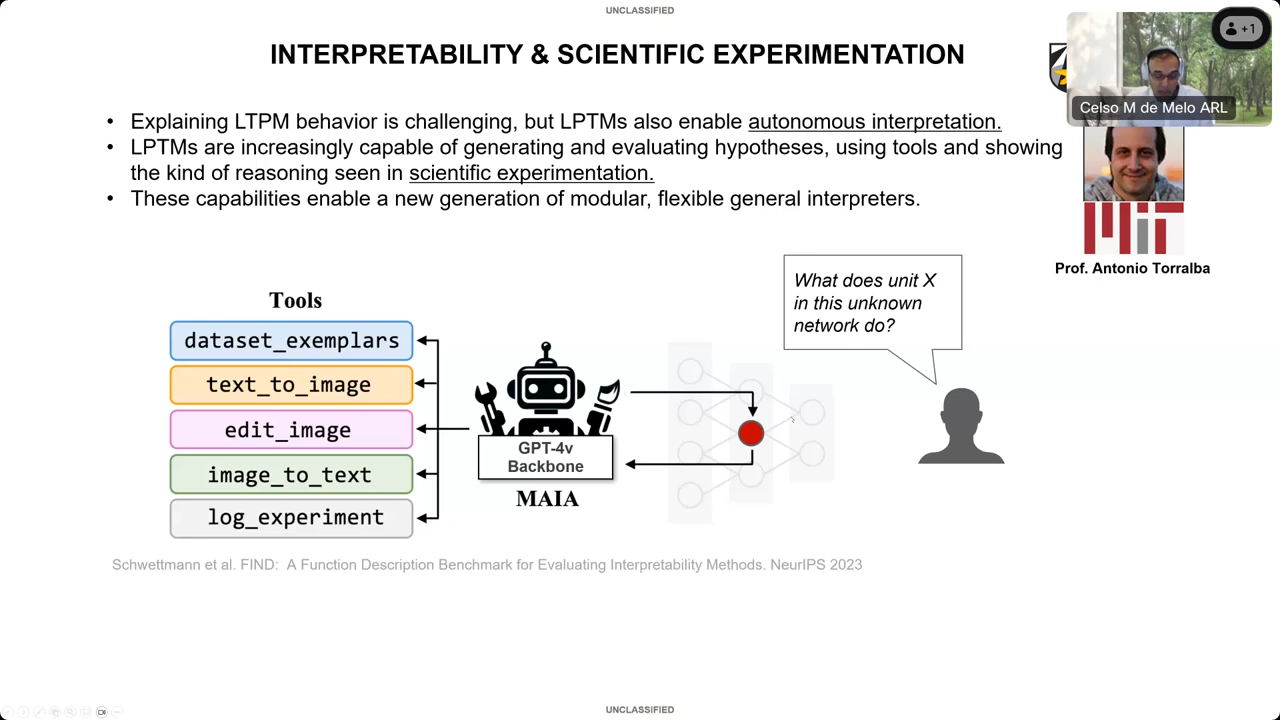 UNCLASSIFIED
INTERPRETABILITY & SCIENTIFIC EXPERIMENTATION
+1
Celso M de Melo ARL
• Explaining LTPM behavior is challenging, but LPTMs also enable autonomous interpretation.
• LPTMs are increasingly capable of generating and evaluating hypotheses, using tools and showing
the kind of reasoning seen in scientific experimentation.
• These capabilities enable a new generation of modular, flexible general interpreters.
MIT
Prof. Antonio Torralba
What does unit X
in this unknown
network do?
Tools
dataset_exemplars
text_to_image
edit_image
image_to_text
log_experiment
GPT-4v
Backbone
MAIA
Schwettmann et al. FIND: A Function Description Benchmark for Evaluating Interpretability Methods. NeurIPS 2023
UNCLASSIFIED